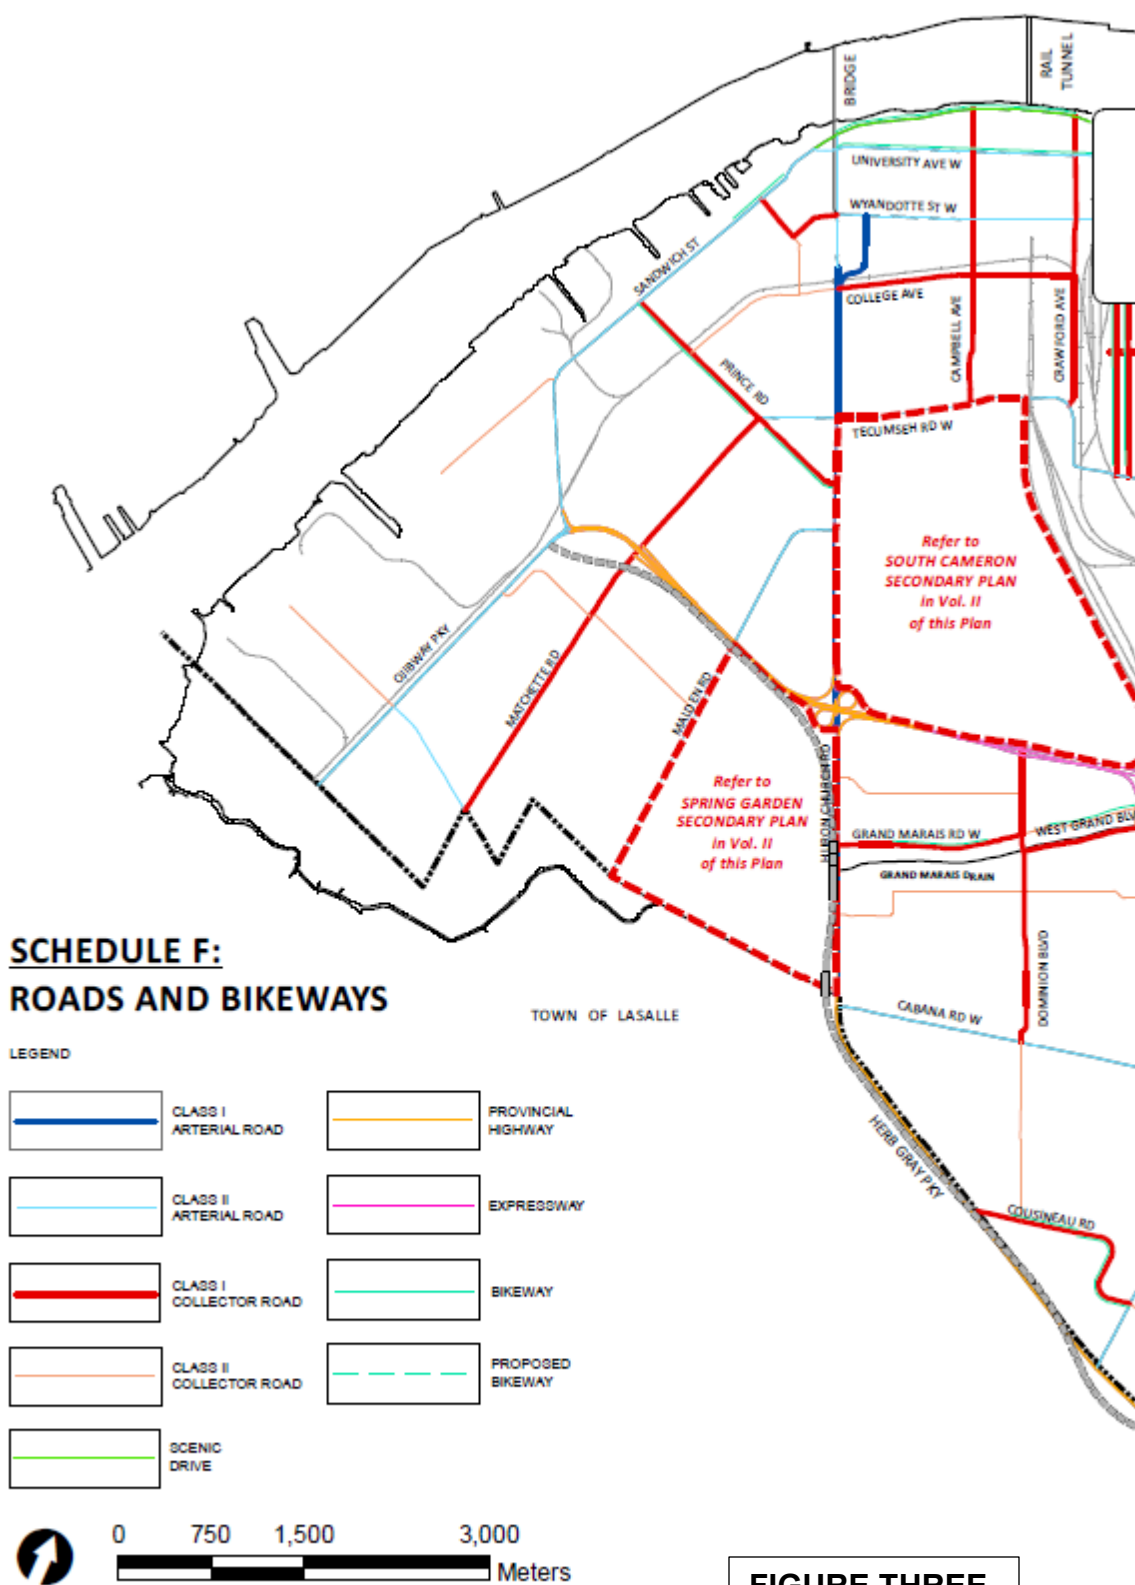 BRIDGE
RAIL
TUNNEL
UNIVERSITY AVE W
WYANDOTTE ST W
SANDWICH ST
COLLEGE AVE
CAMPBELL AVE
CRAWFORD AVE
PRINCE RD
TECUMSEH RD W
Refer to
SOUTH CAMERON
SECONDARY PLAN
in Vol. II
of this Plan
OJIBWAY PKY
MATCHETTE RD
MALDEN RD
HURON CHURCH RD
Refer to
SPRING GARDEN
SECONDARY PLAN
in Vol. II
of this Plan
GRAND MARAIS RD W
WEST GRAND BLV
GRAND MARAIS DRAIN
DOMINION BLVD
CABANA RD W
TOWN OF LASALLE
HERB GRAY PKY
COUSINEAU RD
SCHEDULE F:
ROADS AND BIKEWAYS
LEGEND
CLASS I
ARTERIAL ROAD
CLASS II
ARTERIAL ROAD
CLASS I
COLLECTOR ROAD
CLASS II
COLLECTOR ROAD
SCENIC
DRIVE
PROVINCIAL
HIGHWAY
EXPRESSWAY
BIKEWAY
PROPOSED
BIKEWAY
0 750 1,500 3,000
Meters
FIGURE THREE